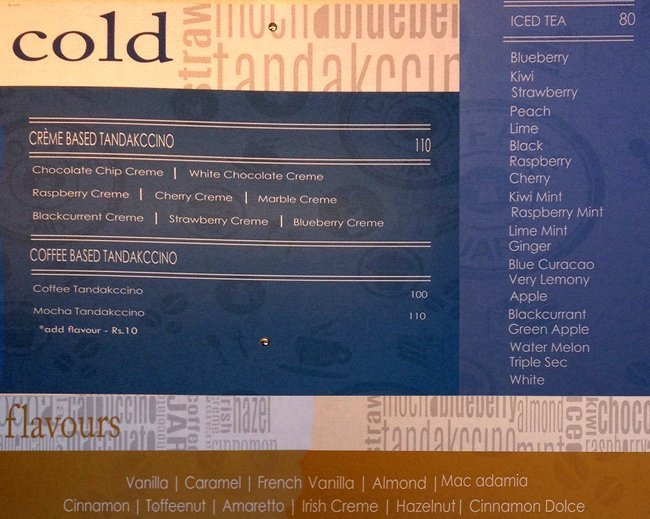 cold
CRÈME BASED TANDAKCCINO 110
Chocolate Chip Creme | White Chocolate Creme
Raspberry Creme | Cherry Creme | Marble Creme
Blackcurrent Creme | Strawberry Creme | Blueberry Creme
COFFEE BASED TANDAKCCINO
Coffee Tandakccino 100
Mocha Tandakccino 110
*add flavour - Rs.10
ICED TEA 80
Blueberry
Kiwi
Strawberry
Peach
Lime
Black
Raspberry
Cherry
Kiwi Mint
Raspberry Mint
Lime Mint
Ginger
Blue Curacao
Very Lemony
Apple
Blackcurrant
Green Apple
Water Melon
Triple Sec
White
flavours
Vanilla | Caramel | French Vanilla | Almond | Mac adamia
Cinnamon | Toffeenut | Amaretto | Irish Creme | Hazelnut | Cinnamon Dolce
straw
mocha blueberry
tandakccino